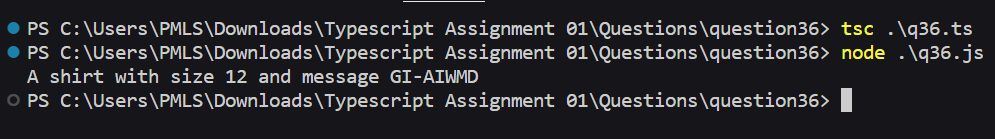 PS C:\Users\PMLS\Downloads\Typescript Assignment 01\Questions\question36> tsc .\q36.ts
PS C:\Users\PMLS\Downloads\Typescript Assignment 01\Questions\question36> node .\q36.js
A shirt with size 12 and message GI-AIWMD
PS C:\Users\PMLS\Downloads\Typescript Assignment 01\Questions\question36>